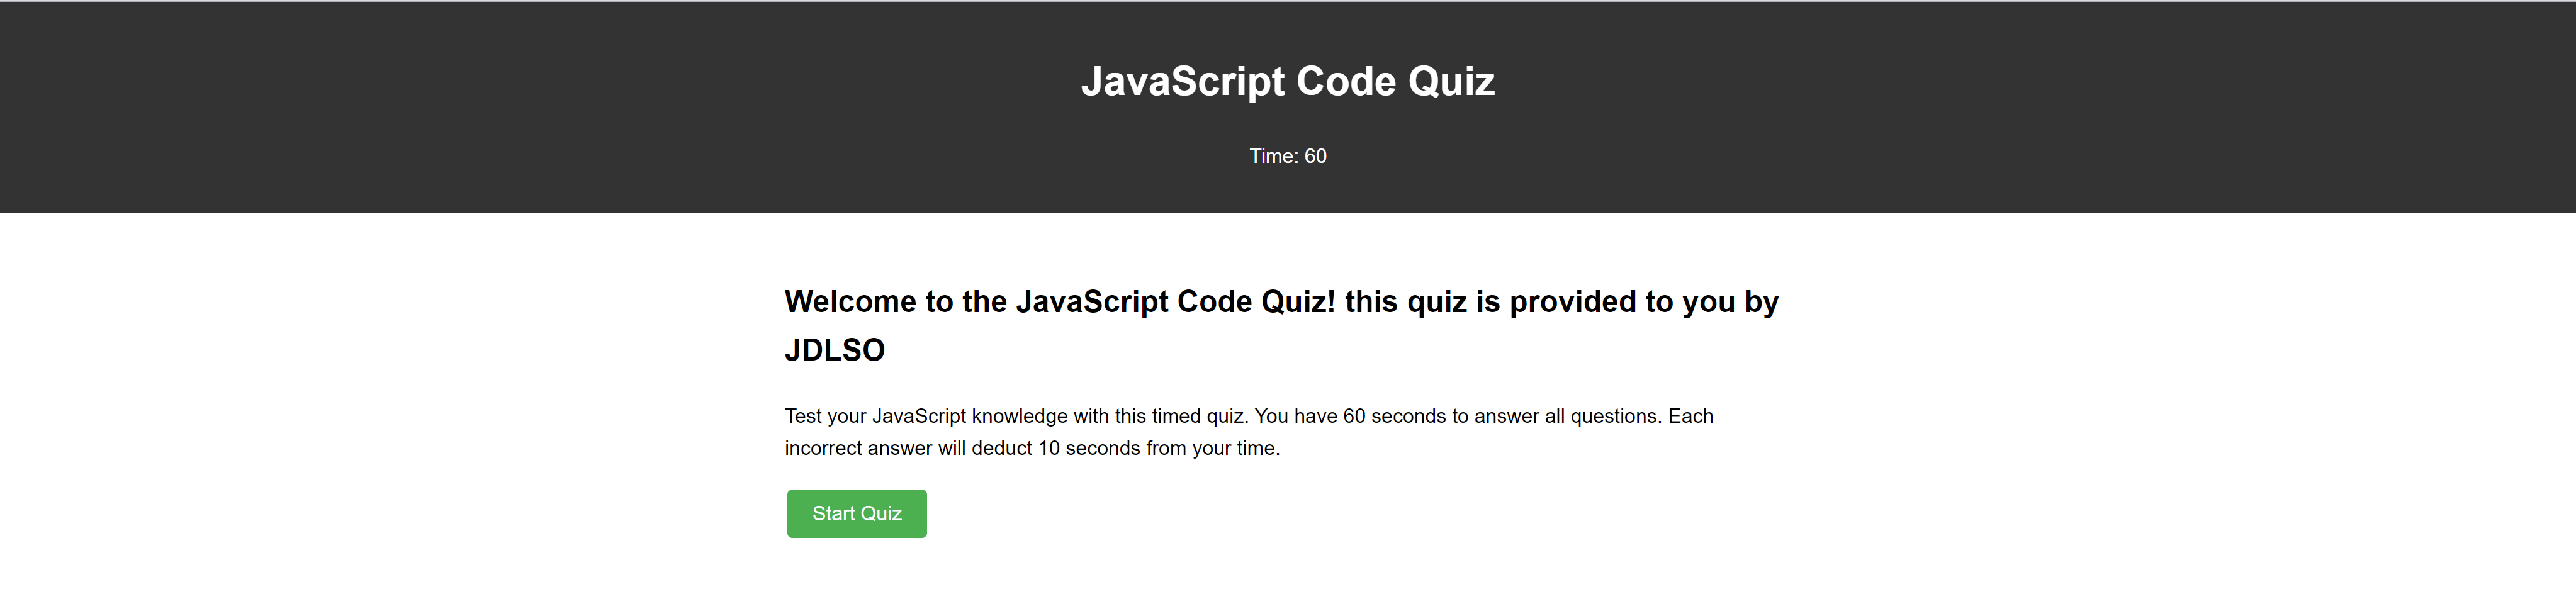 JavaScript Code Quiz
Time: 60
Welcome to the JavaScript Code Quiz! this quiz is provided to you by
JDLSO
Test your JavaScript knowledge with this timed quiz. You have 60 seconds to answer all questions. Each
incorrect answer will deduct 10 seconds from your time.
Start Quiz